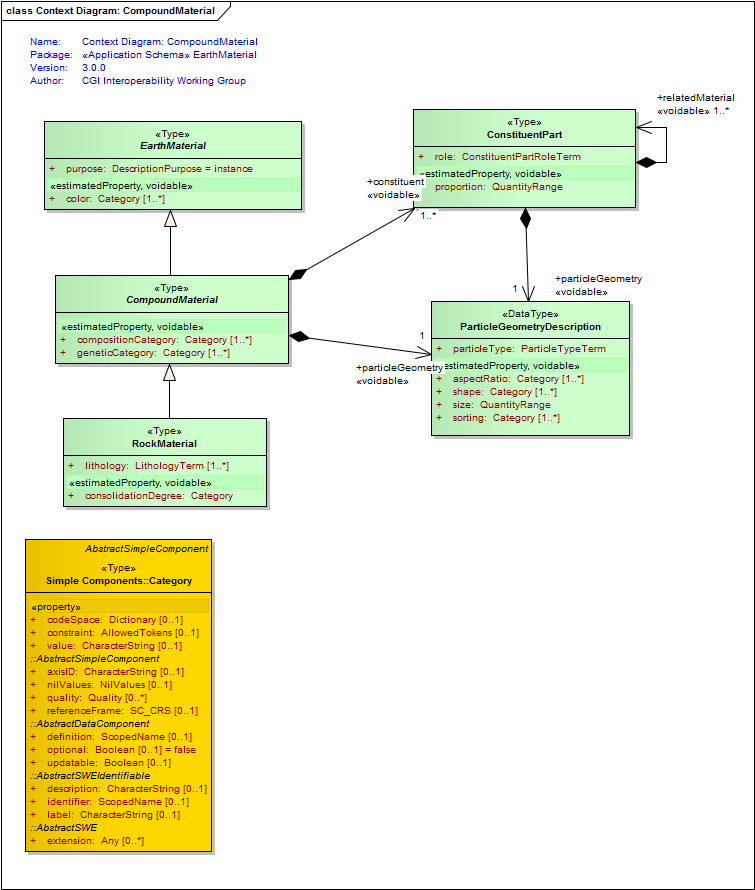 class Context Diagram: CompoundMaterial
Name: Context Diagram: CompoundMaterial
Package: «Application Schema» EarthMaterial
Version: 3.0.0
Author: CGI Interoperability Working Group
«Type»
EarthMaterial
+ purpose: DescriptionPurpose = instance
«estimatedProperty, voidable»
+ color: Category [1..*]
«Type»
ConstituentPart
+ role: ConstituentPartRoleTerm
«estimatedProperty, voidable»
proportion: QuantityRange
+relatedMaterial
«voidable» 1..*
+constituent
«voidable»
1..*
«Type»
CompoundMaterial
«estimatedProperty, voidable»
+ compositionCategory: Category [1..*]
+ geneticCategory: Category [1..*]
+particleGeometry
«voidable»
1
1
+particleGeometry
«voidable»
«DataType»
ParticleGeometryDescription
+ particleType: ParticleTypeTerm
estimatedProperty, voidable»
+ aspectRatio: Category [1..*]
+ shape: Category [1..*]
+ size: QuantityRange
+ sorting: Category [1..*]
«Type»
RockMaterial
+ lithology: LithologyTerm [1..*]
«estimatedProperty, voidable»
+ consolidationDegree: Category
AbstractSimpleComponent
«Type»
Simple Components::Category
«property»
+ codeSpace: Dictionary [0..1]
+ constraint: AllowedTokens [0..1]
+ value: CharacterString [0..1]
::AbstractSimpleComponent
+ axisID: CharacterString [0..1]
+ nilValues: NilValues [0..1]
+ quality: Quality [0..*]
+ referenceFrame: SC_CRS [0..1]
::AbstractDataComponent
+ definition: ScopedName [0..1]
+ optional: Boolean [0..1] = false
+ updatable: Boolean [0..1]
::AbstractSWEIdentifiable
+ description: CharacterString [0..1]
+ identifier: ScopedName [0..1]
+ label: CharacterString [0..1]
::AbstractSWE
+ extension: Any [0..*]